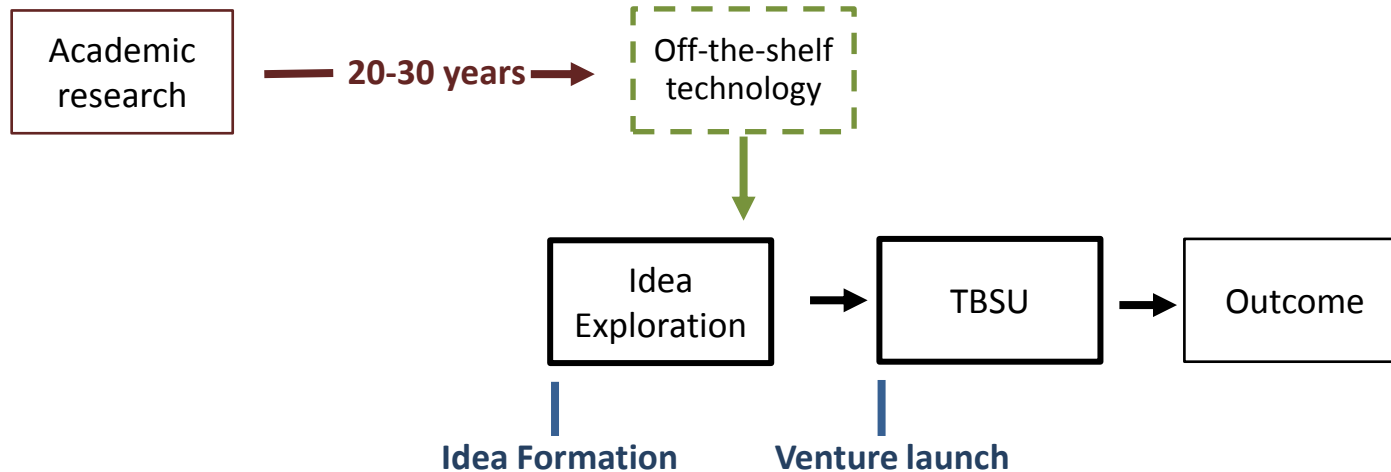 Academic
research
20-30 years
Off-the-shelf
technology
Idea
Exploration
TBSU
Outcome
Idea Formation
Venture launch